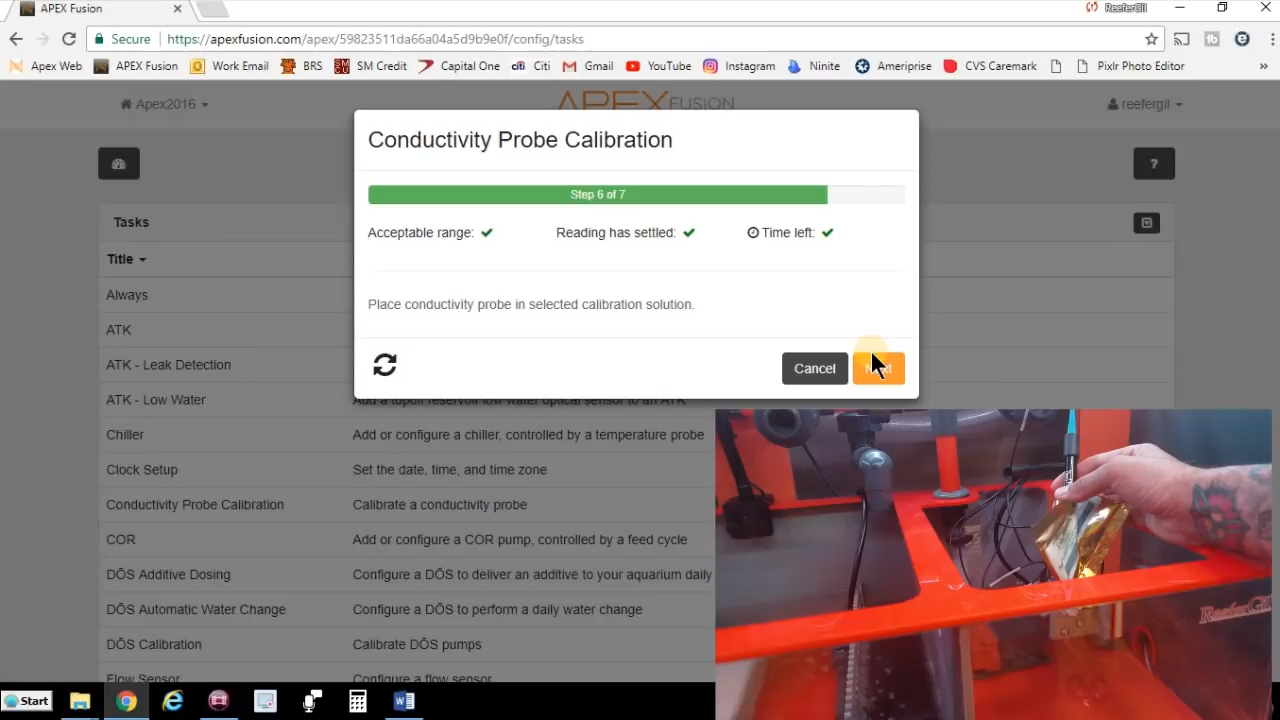 APEX Fusion
ReeferGil
Secure
https://apexfusion.com/apex/59823511da66a04a5d9b9e0f/config/tasks
Apex Web APEX Fusion Work Email BRS SM Credit Capital One citi Citi Gmail YouTube Instagram Ninite Ameriprise CVS Caremark Pixlr Photo Editor »
Apex2016
APEX FUSION
reefergil
Conductivity Probe Calibration
Step 6 of 7
Acceptable range: Reading has settled: Time left:
Place conductivity probe in selected calibration solution.
Cancel
?
Tasks
Title
Always
ATK
ATK - Leak Detection
ATK - Low Water Add a topoff reservoir low water optical sensor to an ATK
Chiller Add or configure a chiller, controlled by a temperature probe
Clock Setup Set the date, time, and time zone
Conductivity Probe Calibration Calibrate a conductivity probe
COR Add or configure a COR pump, controlled by a feed cycle
DŌS Additive Dosing Configure a DŌS to deliver an additive to your aquarium daily
DŌS Automatic Water Change Configure a DŌS to perform a daily water change
DŌS Calibration Calibrate DŌS pumps
Flow Sensor Configure a flow sensor
ReeferGil
Start